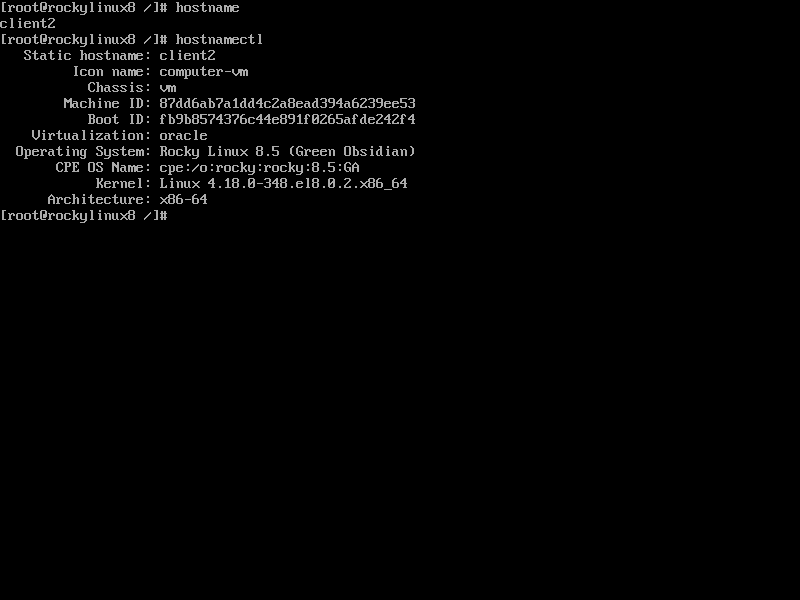 [root@rockylinux8 /]# hostname
client2
[root@rockylinux8 /]# hostnamectl
Static hostname: client2
Icon name: computer-vm
Chassis: vm
Machine ID: 87dd6ab7a1dd4c2a8ead394a6239ee53
Boot ID: fb9b8574376c44e891f0265afde242f4
Virtualization: oracle
Operating System: Rocky Linux 8.5 (Green Obsidian)
CPE OS Name: cpe:/o:rocky:rocky:8.5:GA
Kernel: Linux 4.18.0-348.el8.0.2.x86_64
Architecture: x86-64
[root@rockylinux8 /]#